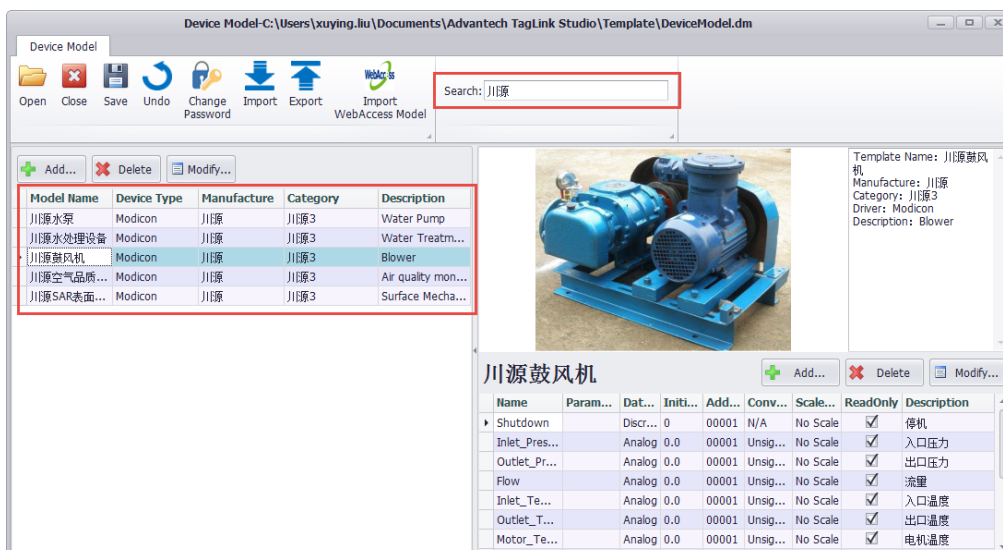 Device Model-C:\Users\xuying.liu\Documents\Advantech TagLink Studio\Template\DeviceModel.dm
Device Model
Open Close Save Undo Change Password Import Export Import WebAccess Model
WebAccess
Search: 川源
Add... Delete Modify...
Model Name Device Type Manufacture Category Description
川源水泵 Modicon 川源 川源3 Water Pump
川源水处理设备 Modicon 川源 川源3 Water Treatm...
川源鼓风机 Modicon 川源 川源3 Blower
川源空气品质... Modicon 川源 川源3 Air quality mon...
川源SAR表面... Modicon 川源 川源3 Surface Mecha...
Template Name: 川源鼓风
机
Manufacture: 川源
Category: 川源3
Driver: Modicon
Description: Blower
川源鼓风机 Add... Delete Modify...
Name Param... Dat... Initi... Add... Conv... Scale... ReadOnly Description
Shutdown Discr... 0 00001 N/A No Scale 停机
Inlet_Pres... Analog 0.0 00001 Unsig... No Scale 入口压力
Outlet_Pr... Analog 0.0 00001 Unsig... No Scale 出口压力
Flow Analog 0.0 00001 Unsig... No Scale 流量
Inlet_Te... Analog 0.0 00001 Unsig... No Scale 入口温度
Outlet_T... Analog 0.0 00001 Unsig... No Scale 出口温度
Motor_Te... Analog 0.0 00001 Unsig... No Scale 电机温度